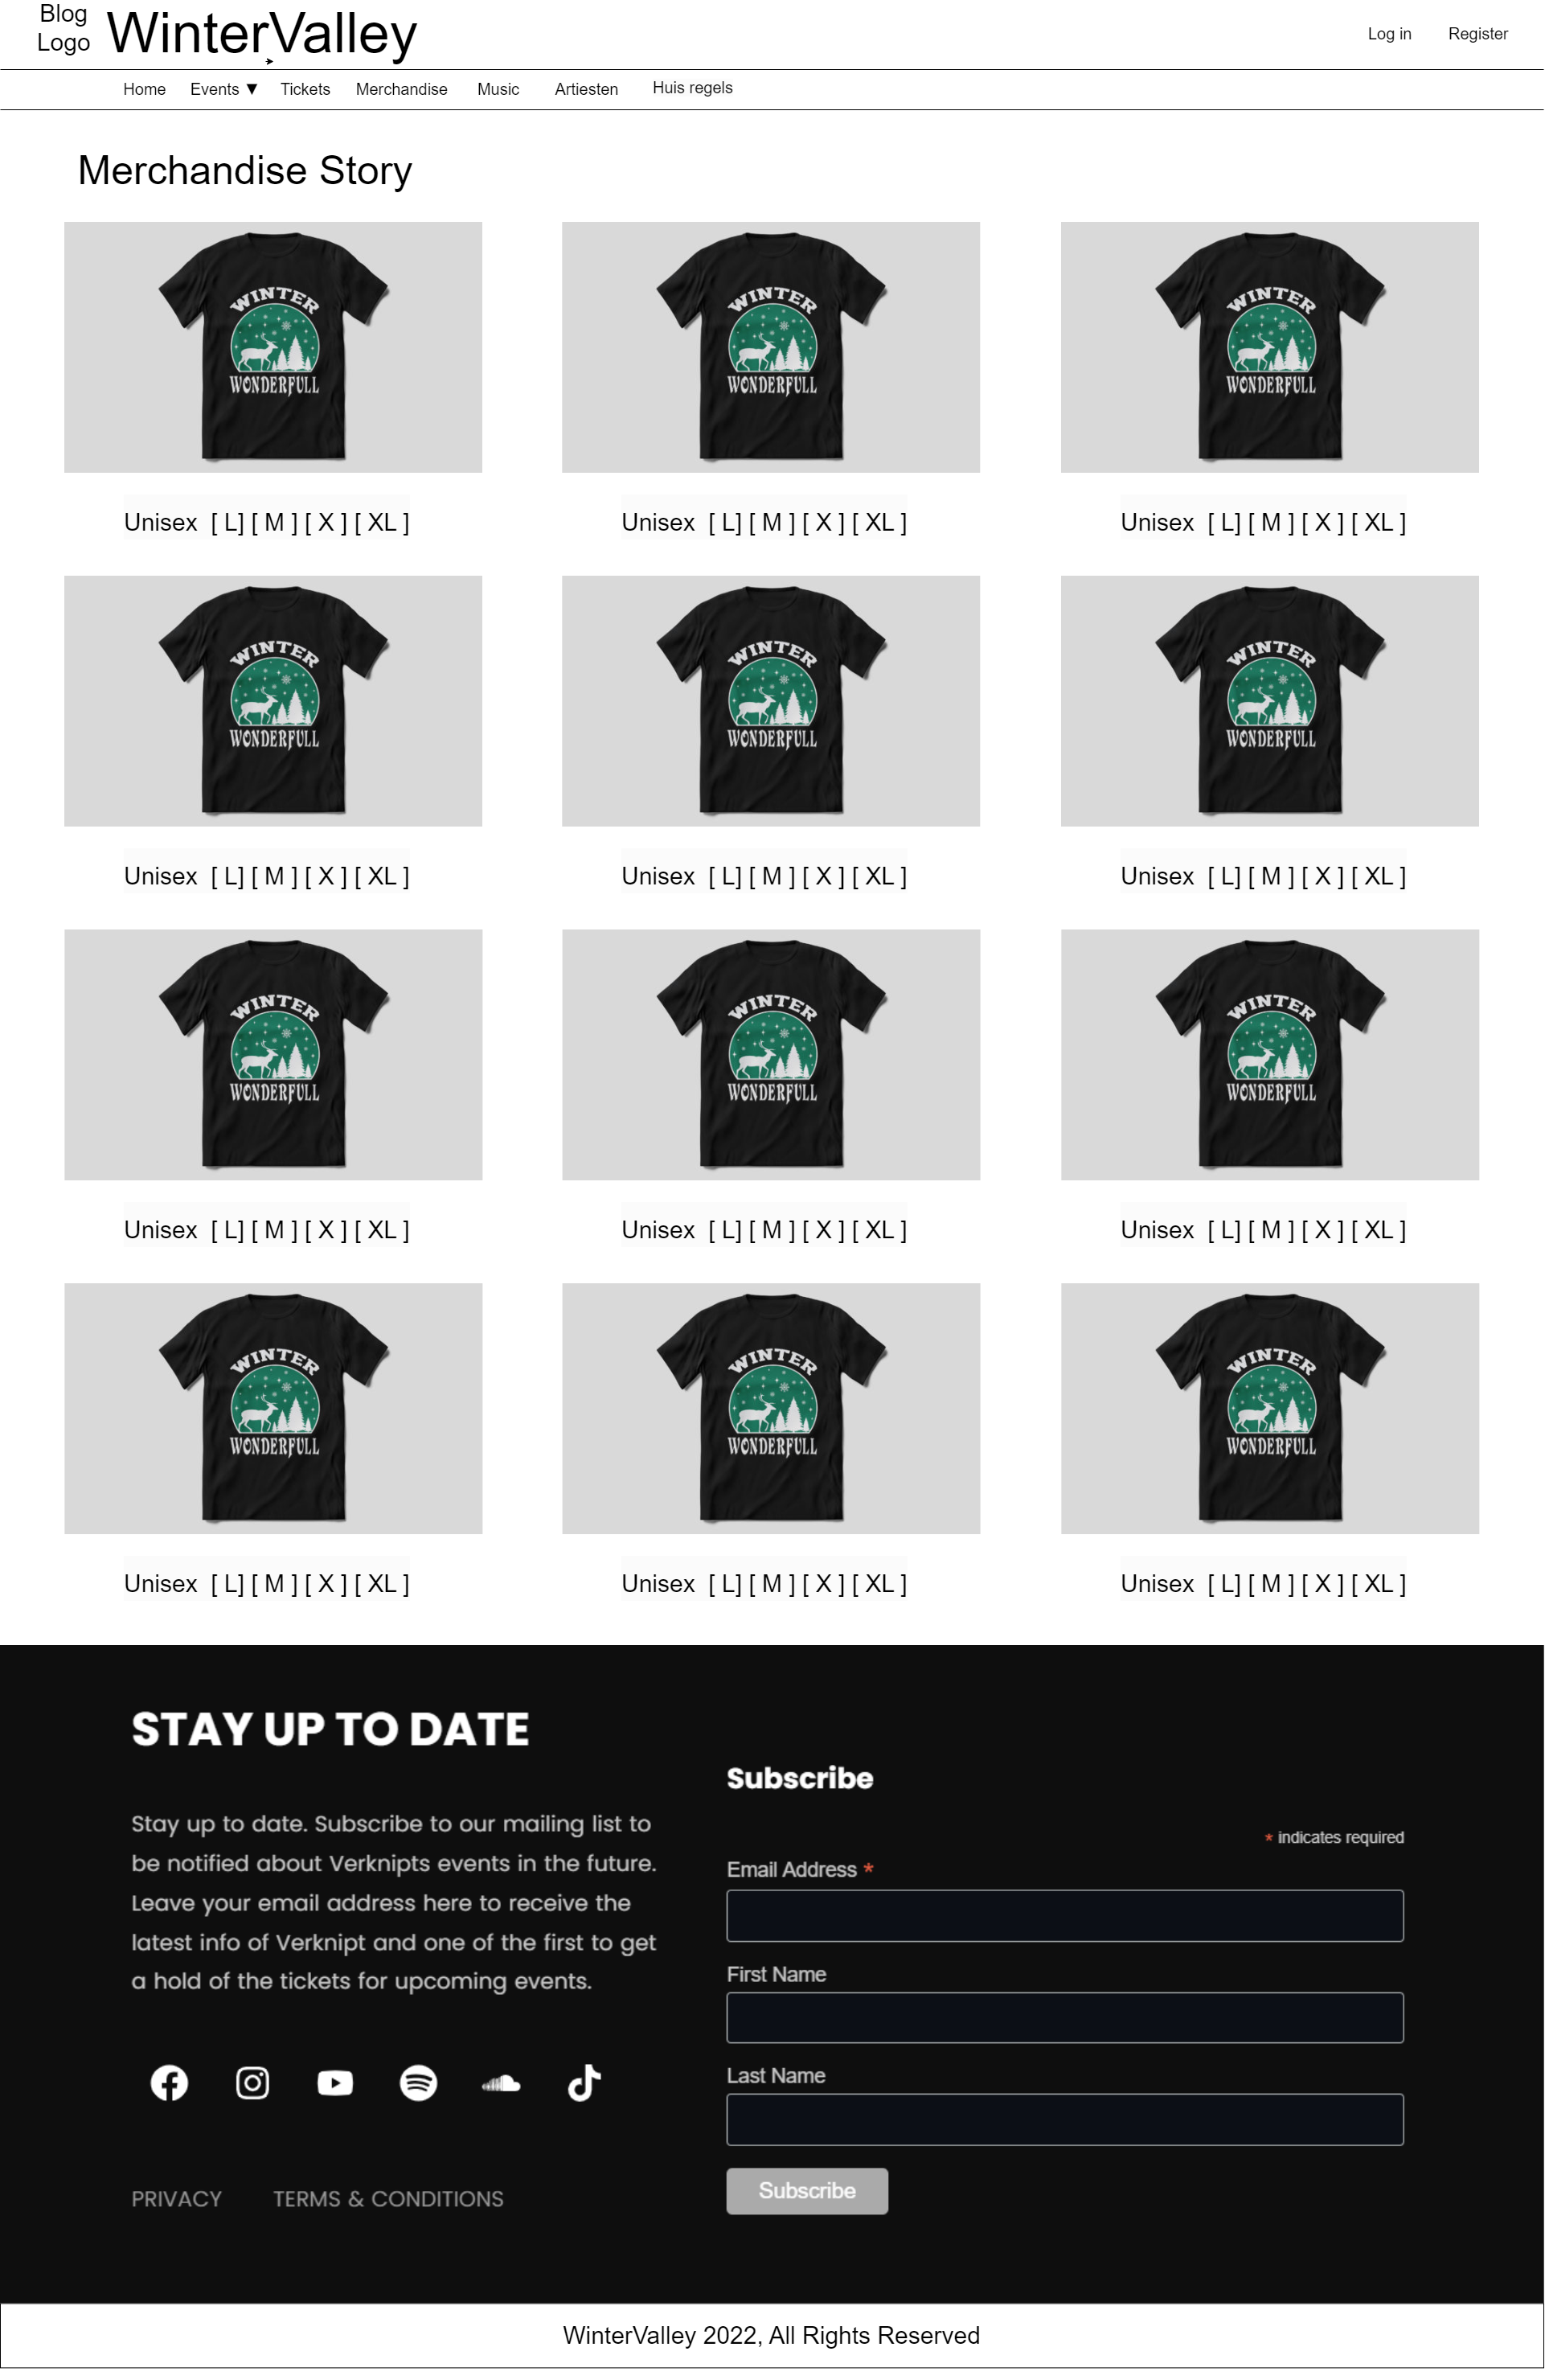 Blog
Logo
WinterValley
Log in
Register
Home
Events ▼
Tickets
Merchandise
Music
Artiesten
Huis regels
Merchandise Story
WINTER
WONDERFULL
WINTER
WONDERFULL
WINTER
WONDERFULL
Unisex [ L] [ M ] [ X ] [ XL ]
Unisex [ L] [ M ] [ X ] [ XL ]
Unisex [ L] [ M ] [ X ] [ XL ]
WINTER
WONDERFULL
WINTER
WONDERFULL
WINTER
WONDERFULL
Unisex [ L] [ M ] [ X ] [ XL ]
Unisex [ L] [ M ] [ X ] [ XL ]
Unisex [ L] [ M ] [ X ] [ XL ]
WINTER
WONDERFULL
WINTER
WONDERFULL
WINTER
WONDERFULL
Unisex [ L] [ M ] [ X ] [ XL ]
Unisex [ L] [ M ] [ X ] [ XL ]
Unisex [ L] [ M ] [ X ] [ XL ]
WINTER
WONDERFULL
WINTER
WONDERFULL
WINTER
WONDERFULL
Unisex [ L] [ M ] [ X ] [ XL ]
Unisex [ L] [ M ] [ X ] [ XL ]
Unisex [ L] [ M ] [ X ] [ XL ]
STAY UP TO DATE
Stay up to date. Subscribe to our mailing list to
be notified about Verknipts events in the future.
Leave your email address here to receive the
latest info of Verknipt and one of the first to get
a hold of the tickets for upcoming events.
PRIVACY
TERMS & CONDITIONS
Subscribe
* indicates required
Email Address *
First Name
Last Name
Subscribe
WinterValley 2022, All Rights Reserved